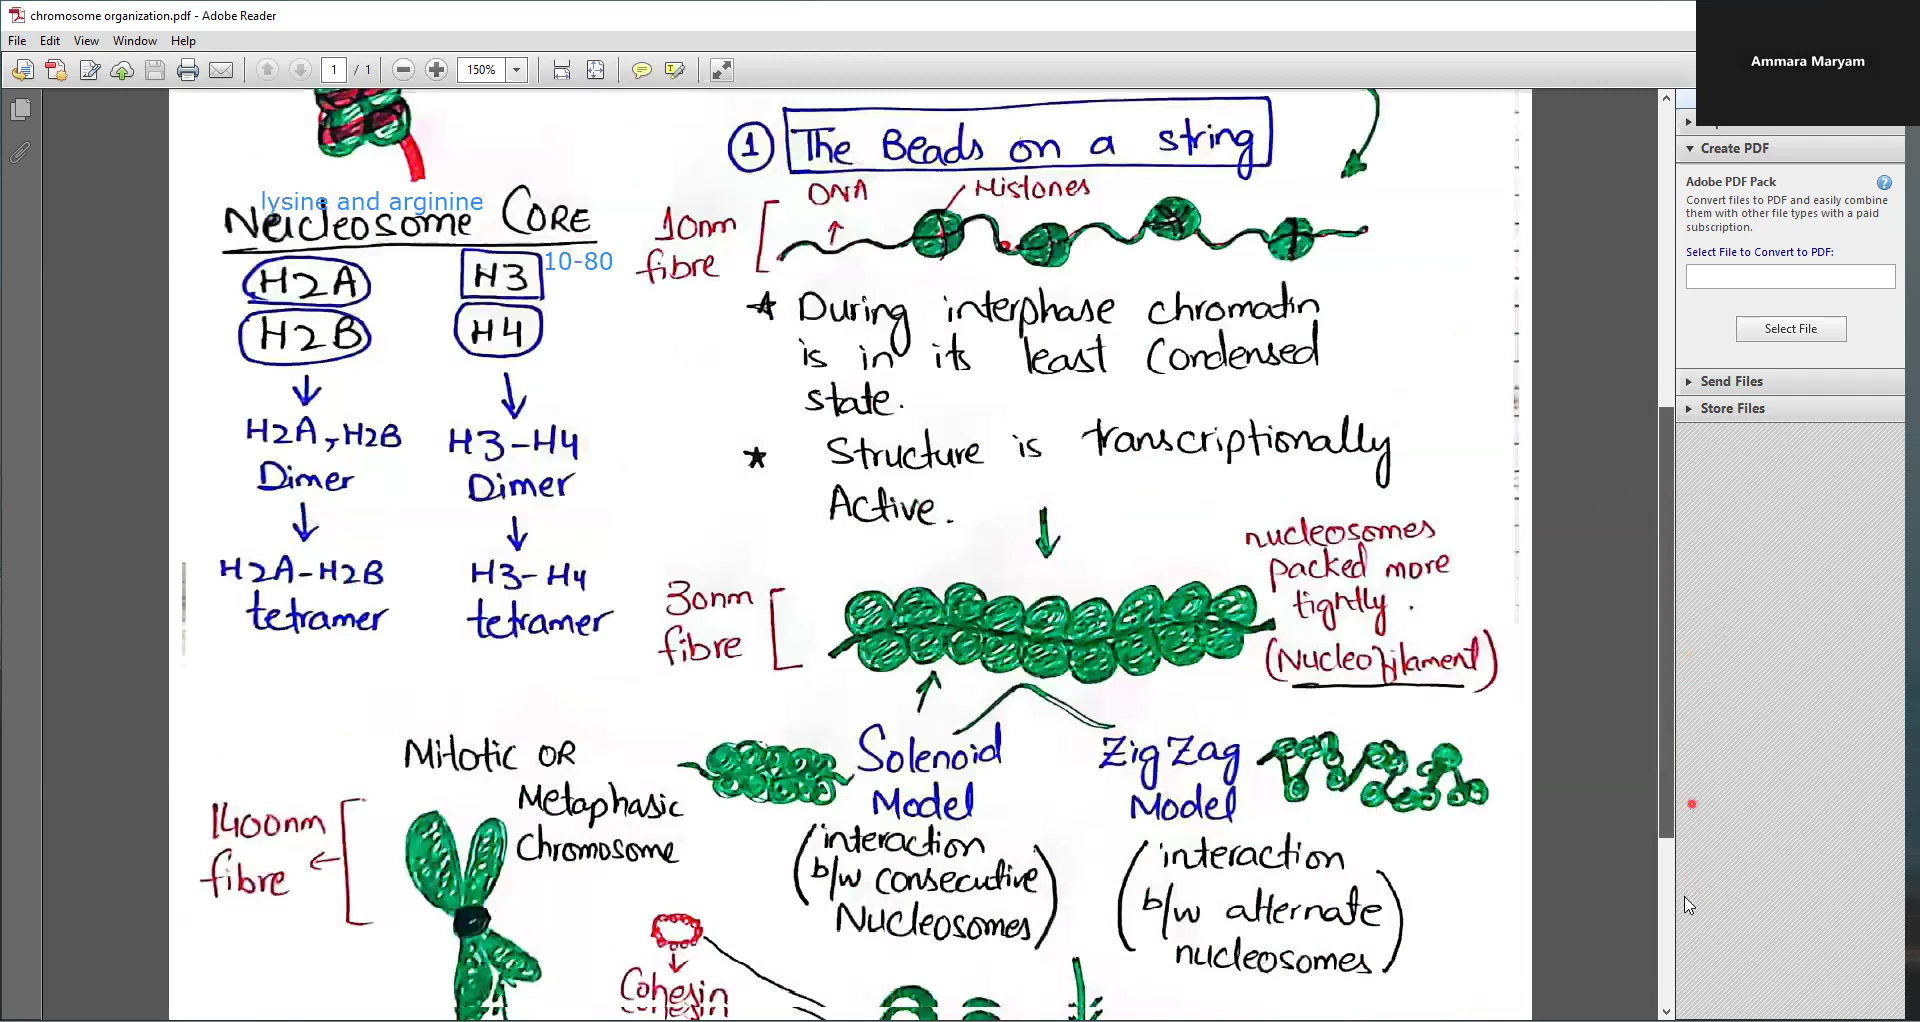 chromosome organization.pdf - Adobe Reader
File Edit View Window Help
1 / 1
150%
Ammara Maryam
Create PDF
Adobe PDF Pack
Convert files to PDF and easily combine
them with other file types with a paid
subscription.
Select File to Convert to PDF:
Select File
Send Files
Store Files
lysine and arginine
Neucleosome CORE
10-80
H2A
H3
H2B
H4
H2A, H2B
Dimer
H3-H4
Dimer
H2A-H2B
tetramer
H3-H4
tetramer
1 The Beads on a string
DNA
Histones
10nm
fibre
During interphase chromatin
is in its least Condensed
state.
Structure is transcriptionally
Active.
30nm
fibre
nucleosomes
packed more
tightly.
(Nucleofilament)
Solenoid
Model
(interaction
b/w consecutive
Nucleosomes)
Zig Zag
Model
(interaction
b/w alternate
nucleosomes)
Mitotic OR
Metaphasic
Chromosome
1400nm
fibre
Cohesin